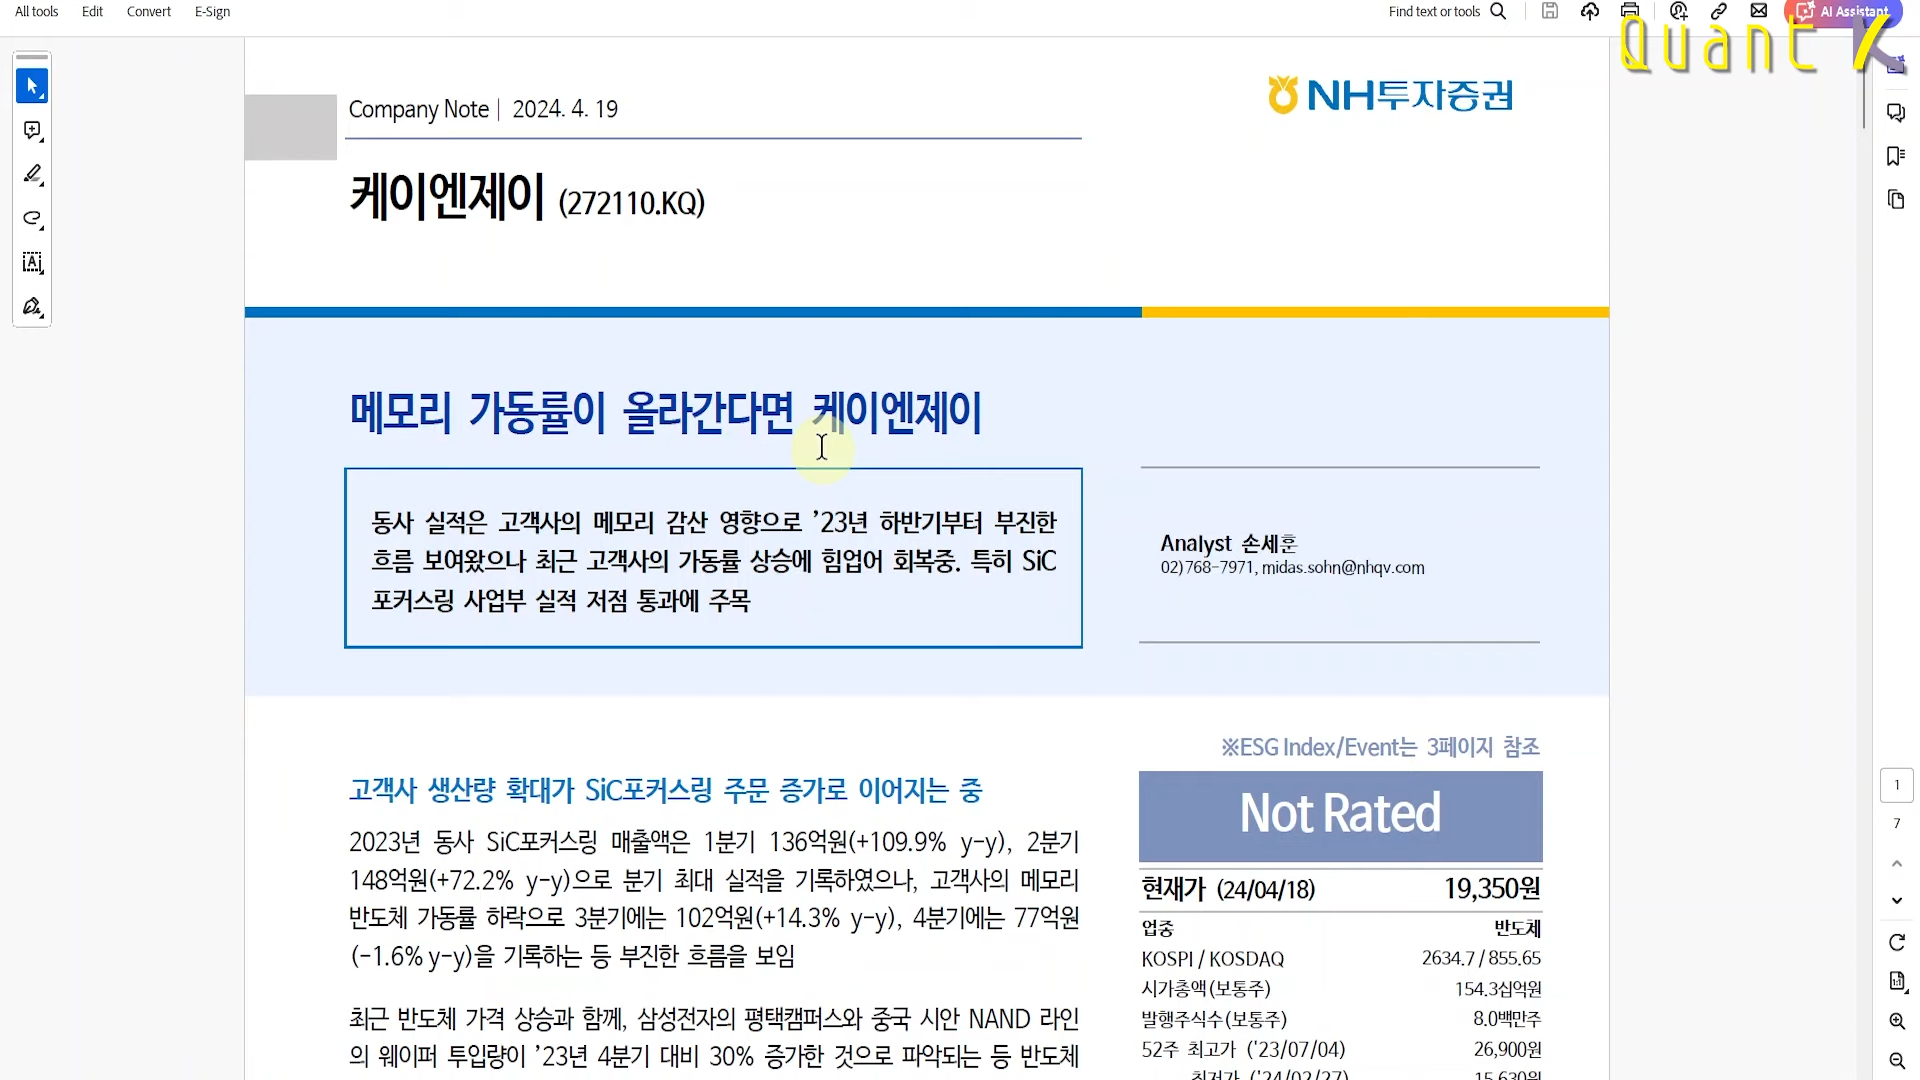 All tools Edit Convert E-Sign
Find text or tools
AI Assistant
Quant K
Company Note | 2024. 4. 19
NH투자증권
케이엔제이 (272110.KQ)
메모리 가동률이 올라간다면 케이엔제이
동사 실적은 고객사의 메모리 감산 영향으로 ’23년 하반기부터 부진한
흐름 보여왔으나 최근 고객사의 가동률 상승에 힘업어 회복중. 특히 SiC
포커스링 사업부 실적 저점 통과에 주목
Analyst 손세훈
02)768-7971, midas.sohn@nhqv.com
고객사 생산량 확대가 SiC포커스링 주문 증가로 이어지는 중
2023년 동사 SiC포커스링 매출액은 1분기 136억원(+109.9% y-y), 2분기
148억원(+72.2% y-y)으로 분기 최대 실적을 기록하였으나, 고객사의 메모리
반도체 가동률 하락으로 3분기에는 102억원(+14.3% y-y), 4분기에는 77억원
(-1.6% y-y)을 기록하는 등 부진한 흐름을 보임
최근 반도체 가격 상승과 함께, 삼성전자의 평택캠퍼스와 중국 시안 NAND 라인
의 웨이퍼 투입량이 ’23년 4분기 대비 30% 증가한 것으로 파악되는 등 반도체
※ESG Index/Event는 3페이지 참조
Not Rated
현재가 (24/04/18) 19,350원
업종 반도체
KOSPI / KOSDAQ 2634.7 / 855.65
시가총액(보통주) 154.3십억원
발행주식수(보통주) 8.0백만주
52주 최고가 ('23/07/04) 26,900원
최저가 ('24/02/27) 15,630원
1
7